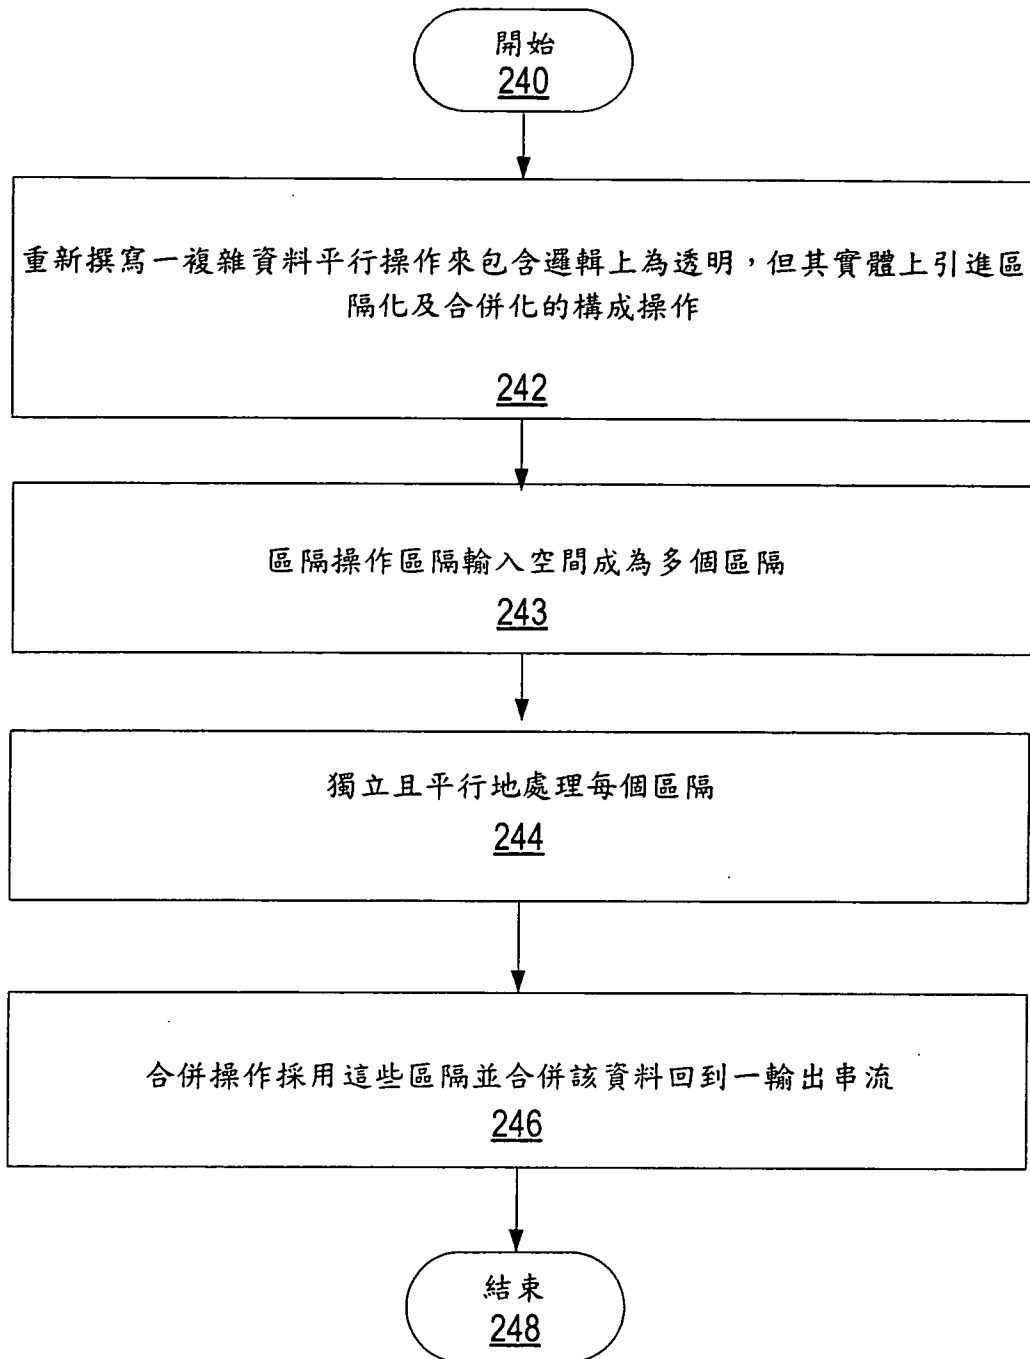 開始
240
重新撰寫一複雜資料平行操作來包含邏輯上為透明，但其實體上引進區
隔化及合併化的構成操作
242
區隔操作區隔輸入空間成為多個區隔
243
獨立且平行地處理每個區隔
244
合併操作採用這些區隔並合併該資料回到一輸出串流
246
結束
248